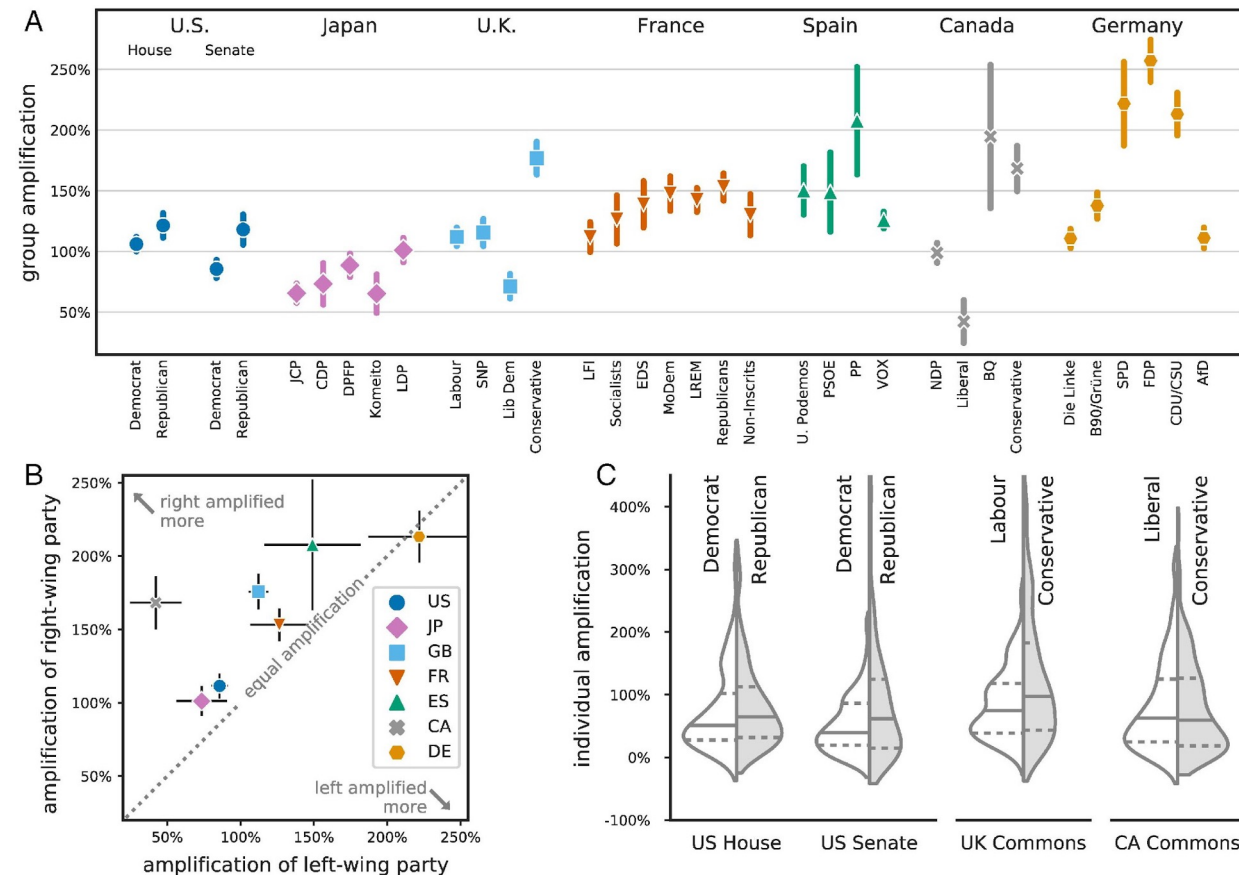 A
U.S. Japan U.K. France Spain Canada Germany
House Senate
group amplification
250%
200%
150%
100%
50%
Democrat
Republican
Democrat
Republican
JCP
CDP
DPFP
Komeito
LDP
Labour
SNP
Lib Dem
Conservative
LFI
Socialists
EDS
MoDem
LREM
Republicans
Non-Inscrits
U. Podemos
PSOE
PP
VOX
NDP
Liberal
BQ
Conservative
Die Linke
B90/Grüne
SPD
FDP
CDU/CSU
AfD
B
amplification of right-wing party
250%
200%
150%
100%
50%
right amplified
more
equal amplification
US
JP
GB
FR
ES
CA
DE
left amplified
more
50% 100% 150% 200% 250%
amplification of left-wing party
C
individual amplification
400%
300%
200%
100%
0%
-100%
Democrat
Republican
Democrat
Republican
Labour
Conservative
Liberal
Conservative
US House US Senate UK Commons CA Commons